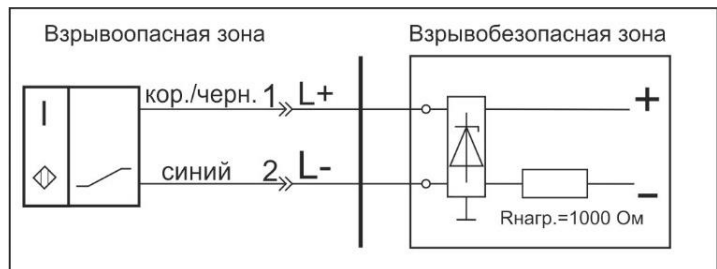 Взрывоопасная зона
Взрывобезопасная зона
I
кор./черн. 1 L+
+
синий 2 L-
−
Rнагр.=1000 Ом